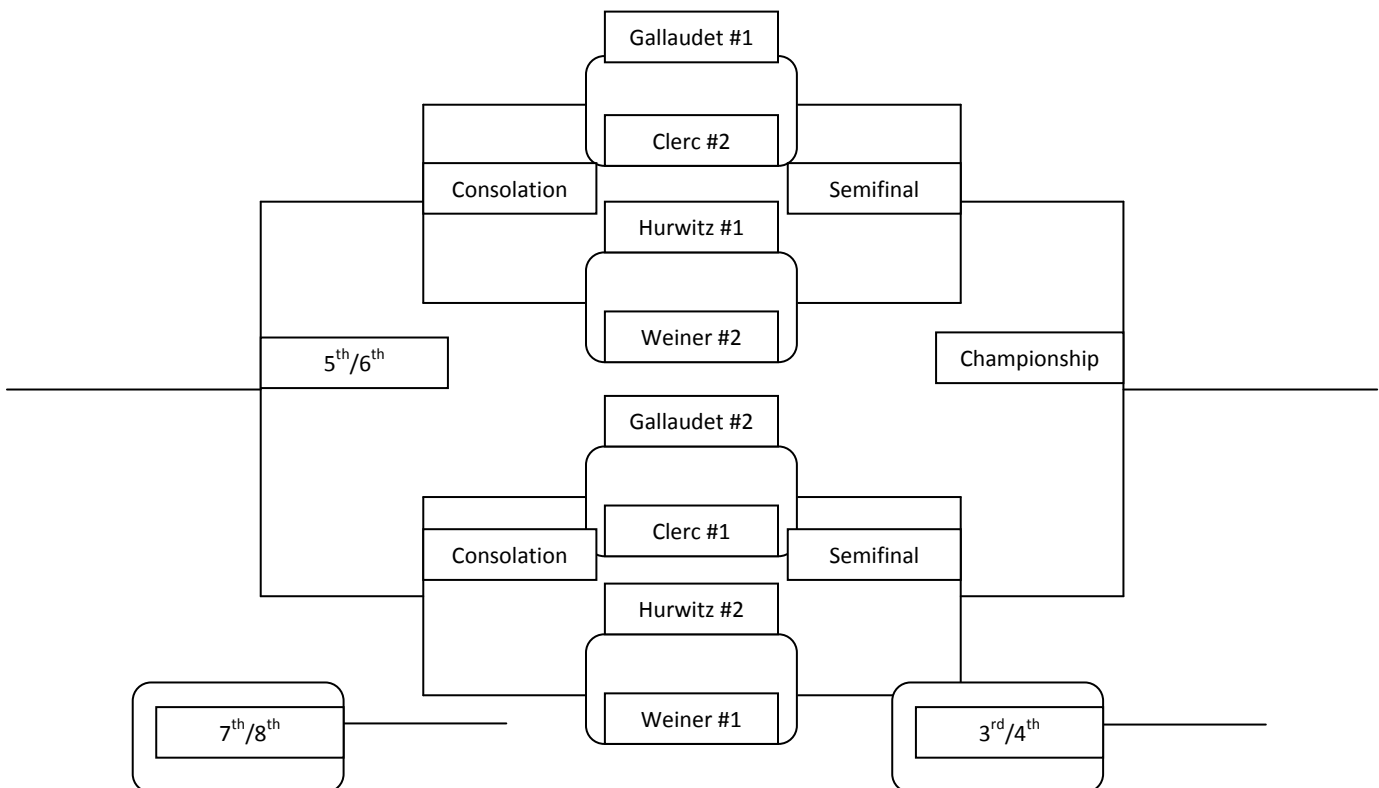 Gallaudet #1
Clerc #2
Consolation
Semifinal
Hurwitz #1
Weiner #2
5th/6th
Championship
Gallaudet #2
Clerc #1
Consolation
Semifinal
Hurwitz #2
Weiner #1
7th/8th
3rd/4th